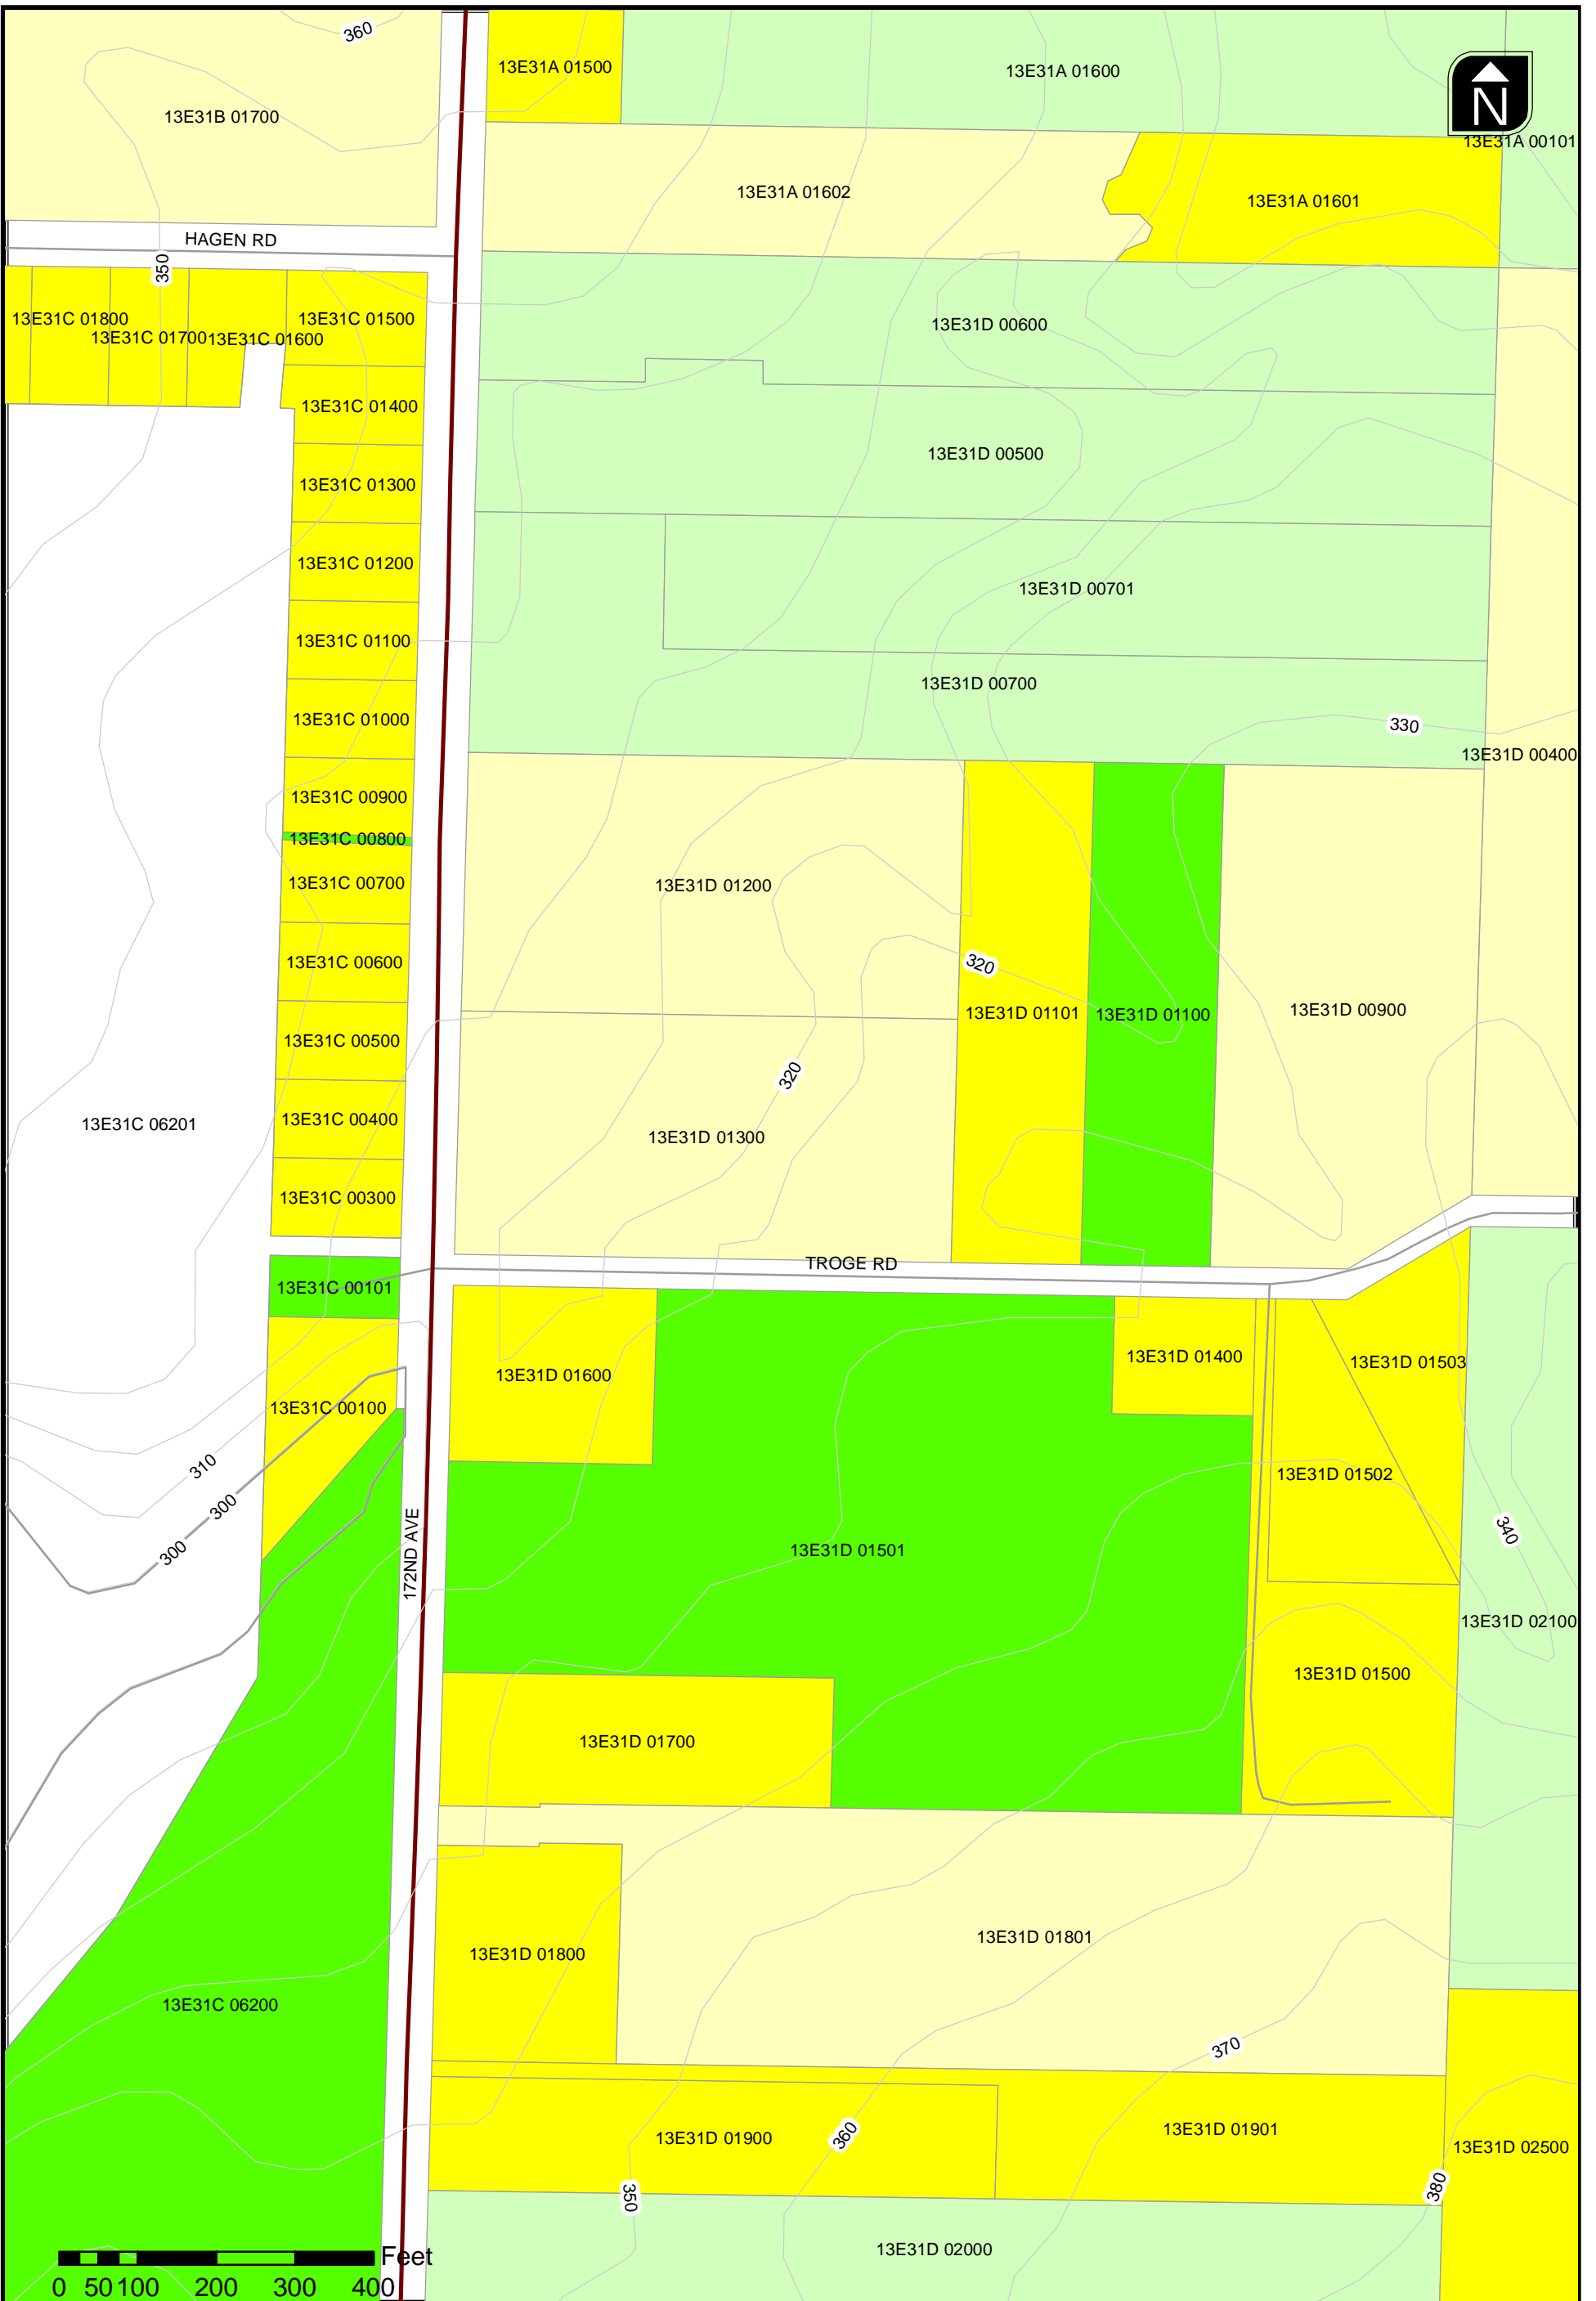 360
13E31A 01500
13E31A 01600
N
13E31B 01700
13E31A 00101
13E31A 01602
13E31A 01601
HAGEN RD
350
13E31C 01800
13E31C 01700
13E31C 01600
13E31C 01500
13E31D 00600
13E31C 01400
13E31D 00500
13E31C 01300
13E31C 01200
13E31D 00701
13E31C 01100
13E31D 00700
13E31C 01000
330
13E31D 00400
13E31C 00900
13E31C 00800
13E31C 00700
13E31D 01200
13E31C 00600
320
13E31D 01101
13E31D 01100
13E31D 00900
13E31C 00500
320
13E31C 06201
13E31C 00400
13E31D 01300
13E31C 00300
TROGE RD
13E31C 00101
13E31D 01600
13E31D 01400
13E31D 01503
13E31C 00100
310
13E31D 01502
300
300
172ND AVE
13E31D 01501
340
13E31D 02100
13E31D 01500
13E31D 01700
13E31D 01801
13E31D 01800
13E31C 06200
370
13E31D 01900
360
13E31D 01901
13E31D 02500
350
380
13E31D 02000
Feet
0 50 100 200 300 400